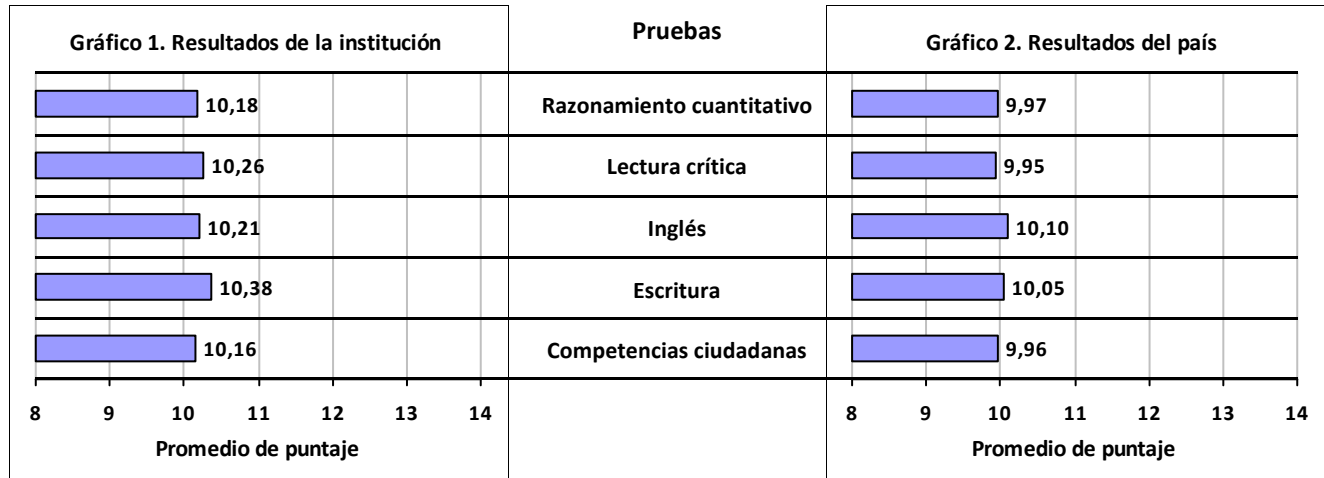 Gráfico 1. Resultados de la institución
Pruebas
Gráfico 2. Resultados del país
10,18
Razonamiento cuantitativo
9,97
10,26
Lectura crítica
9,95
10,21
Inglés
10,10
10,38
Escritura
10,05
10,16
Competencias ciudadanas
9,96
8 9 10 11 12 13 14
8 9 10 11 12 13 14
Promedio de puntaje
Promedio de puntaje